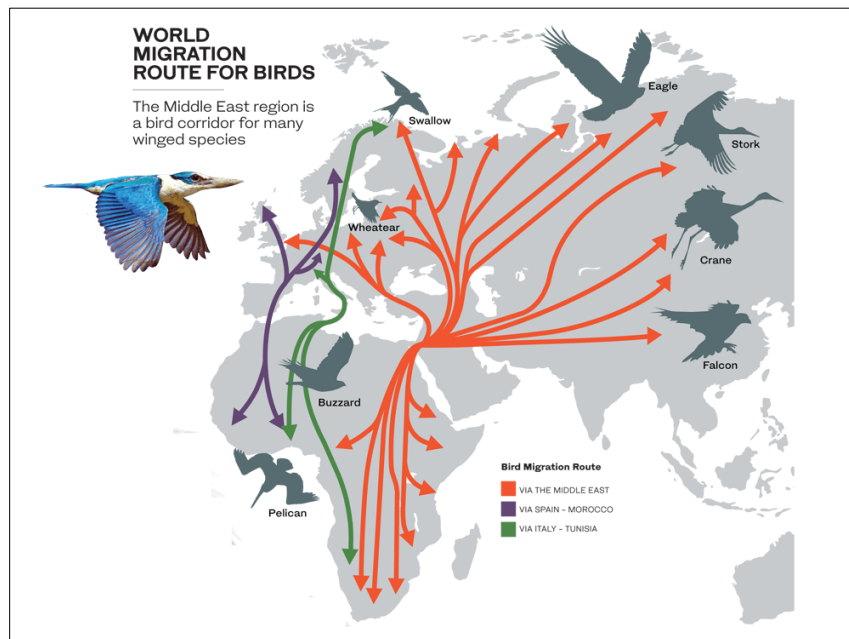 WORLD
MIGRATION
ROUTE FOR BIRDS
The Middle East region is
a bird corridor for many
winged species
Eagle
Swallow
Stork
Wheatear
Crane
Falcon
Buzzard
Pelican
Bird Migration Route
VIA THE MIDDLE EAST
VIA SPAIN – MOROCCO
VIA ITALY – TUNISIA